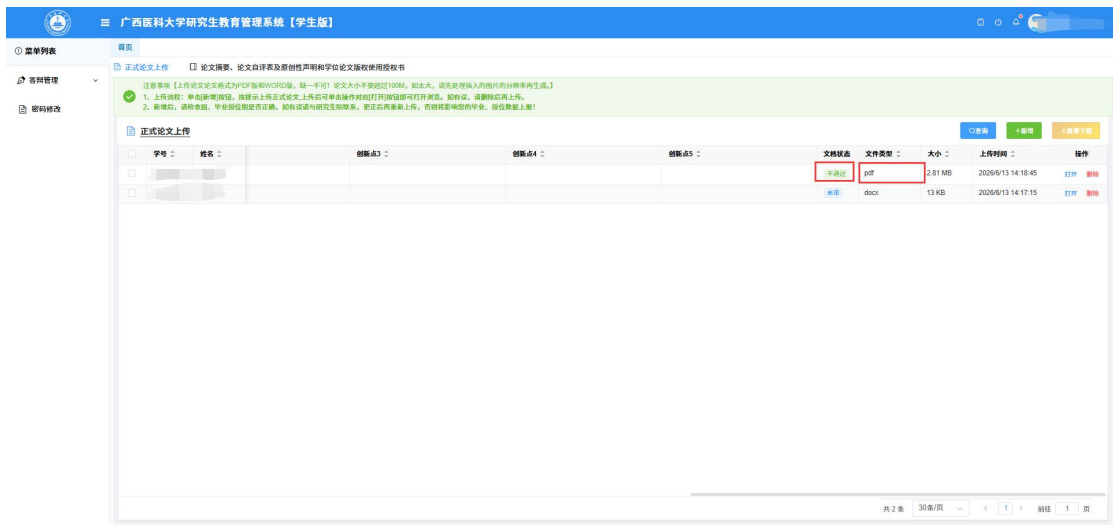 广西医科大学研究生教育管理系统【学生版】
菜单列表
首页
正式论文上传 论文摘要、论文自评表及原创性声明和学位论文版权使用授权书
答辩管理
密码修改
注意事项【上传论文论文格式为PDF版和WORD版，缺一不可！论文大小不要超过100M，如太大，请先处理插入的图片的分辨率再生成。】
1、上传流程：单击[新增]按钮，按提示上传正式论文,上传后可单击操作对应[打开]按钮即可打开浏览。如有误，请删除后再上传。
2、新增后，请检查届、毕业授位期是否正确，如有误请与研究生院联系，更正后再重新上传，否则将影响您的毕业、授位数据上报！
正式论文上传
查询 +新增 批量下载
学号 姓名 创新点3 创新点4 创新点5 文档状态 文件类型 大小 上传时间 操作
不通过 pdf 2.81 MB 2026/6/13 14:18:45 打开 删除
未审 docx 13 KB 2026/6/13 14:17:15 打开 删除
共 2 条 30条/页 1 前往 1 页